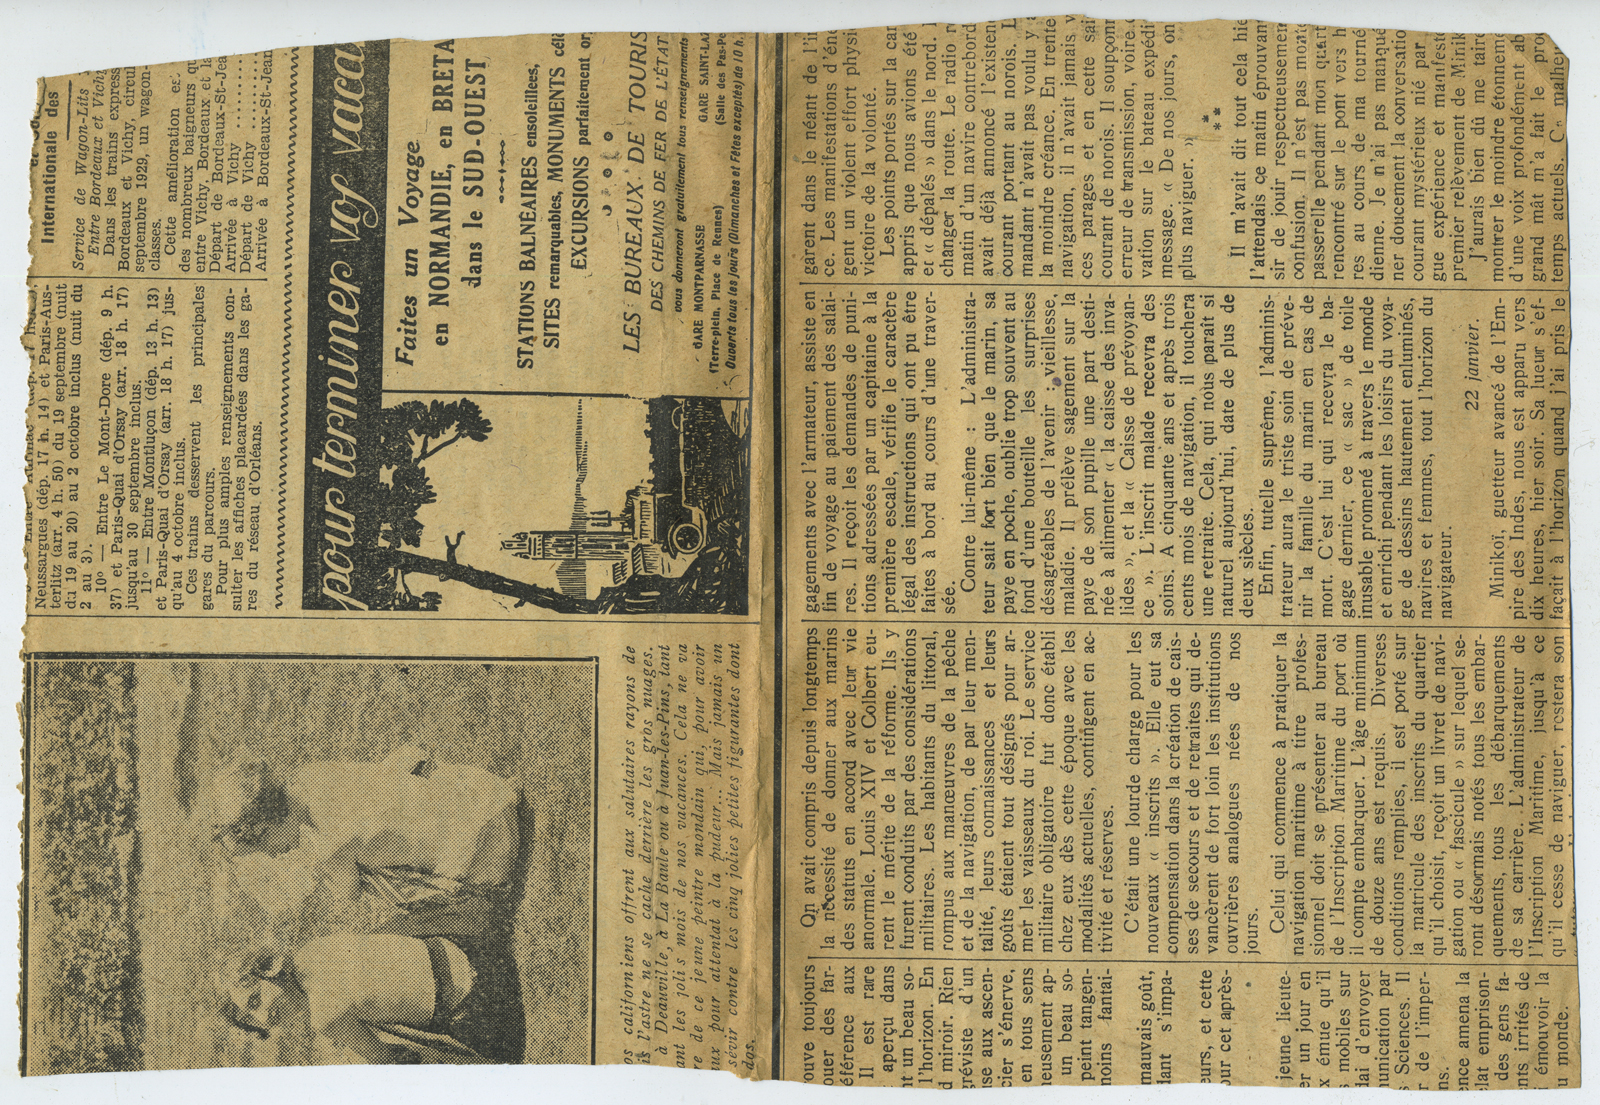 os californiens offrent aux salutaires rayons de
is l'astre ne se cache derrière les gros nuages.
à Deauville, à La Baule ou à Juan-les-Pins, tant
ant les jolis mois de nos vacances. Cela ne va
re de ce jeune peintre mondain qui, pour avoir
aux pour attentat à la pudeur... Mais jamais un
sévir contre les cinq jolies petites figurantes dont
dos.
Neussargues (dép. 17 h. 14) et Paris-Aus-
terlitz (arr. 4 h. 50) du 19 septembre (nuit
du 19 au 20) au 2 octobre inclus (nuit du
2 au 3).
10° — Entre Le Mont-Dore (dép. 9 h.
37) et Paris-Quai d'Orsay (arr. 18 h. 17)
jusqu'au 30 septembre inclus.
11° — Entre Montluçon (dép. 13 h. 13)
et Paris-Quai d'Orsay (arr. 18 h. 17) jus-
qu'au 4 octobre inclus.
Ces trains desservent les principales
gares du parcours.
Pour plus amples renseignements con-
sulter les affiches placardées dans les ga-
res du réseau d'Orléans.
Internationale des
Service de Wagon-Lits
Entre Bordeaux et Vichy
Dans les trains express
Bordeaux et Vichy, circul
septembre 1929, un wagon-
classes.
Cette amélioration est
des nombreux baigneurs qu
entre Vichy, Bordeaux et la
Départ de Bordeaux-St-Jea
Arrivée à Vichy ........
Départ de Vichy ........
Arrivée à Bordeaux-St-Jean
pour terminer vos vaca
Faites un Voyage
en NORMANDIE, en BRETA
dans le SUD-OUEST
STATIONS BALNÉAIRES ensoleillées,
SITES remarquables, MONUMENTS célè
EXCURSIONS parfaitement or
LES BUREAUX DE TOURIS
DES CHEMINS DE FER DE L'ÉTAT
vous donneront gratuitement tous renseignements
GARE MONTPARNASSE GARE SAINT-LA
(Terre-plein, Place de Rennes) (Salle des Pas-Pe
Ouverts tous les jours (Dimanches et Fêtes exceptés) de 10 h.
ouve toujours
ouer des far-
éférence aux
Il est rare
aperçu dans
nt un beau so-
l'horizon. En
d miroir. Rien
gréviste d'un
use aux ascen-
cier s'énerve,
en tous sens
neusement ap-
un beau so-
peint tangen-
moins fantai-
mauvais goût,
dant s'impa-
eurs, et cette
our cet après-
jeune lieute-
er un jour en
x émue qu'il
mobiles sur
dai d'envoyer
unication par
Sciences. Il
r de l'imper-
ns.
ence amena la
elat emprison-
des gens fa-
nts irrités de
i émouvoir la
u monde.
On avait compris depuis longtemps
la nécessité de donner aux marins
des statuts en accord avec leur vie
anormale. Louis XIV et Colbert eu-
rent le mérite de la réforme. Ils y
furent conduits par des considérations
militaires. Les habitants du littoral,
rompus aux manœuvres de la pêche
et de la navigation, de par leur men-
talité, leurs connaissances et leurs
goûts étaient tout désignés pour ar-
mer les vaisseaux du roi. Le service
militaire obligatoire fut donc établi
chez eux dès cette époque avec les
modalités actuelles, contingent en ac-
tivité et réserves.
C'était une lourde charge pour les
nouveaux « inscrits ». Elle eut sa
compensation dans la création de cais-
ses de secours et de retraites qui de-
vancèrent de fort loin les institutions
ouvrières analogues nées de nos
jours.
Celui qui commence à pratiquer la
navigation maritime à titre profes-
sionnel doit se présenter au bureau
de l'Inscription Maritime du port où
il compte embarquer. L'âge minimum
de douze ans est requis. Diverses
conditions remplies, il est porté sur
la matricule des inscrits du quartier
qu'il choisit, reçoit un livret de navi-
gation ou « fascicule » sur lequel se-
ront désormais notés tous les embar-
quements, tous les débarquements
de sa carrière. L'administrateur de
l'Inscription Maritime, jusqu'à ce
qu'il cesse de naviguer, restera son
gagements avec l'armateur, assiste en
fin de voyage au paiement des salai-
res. Il reçoit les demandes de puni-
tions adressées par un capitaine à la
première escale, vérifie le caractère
légal des instructions qui ont pu être
faites à bord au cours d'une traver-
sée.
Contre lui-même : L'administra-
teur sait fort bien que le marin, sa
paye en poche, oublie trop souvent au
fond d'une bouteille les surprises
désagréables de l'avenir : vieillesse,
maladie. Il prélève sagement sur la
paye de son pupille une part desti-
née à alimenter « la caisse des inva-
lides », et la « Caisse de prévoyan-
ce ». L'inscrit malade recevra des
soins. A cinquante ans et après trois
cents mois de navigation, il touchera
une retraite. Cela, qui nous paraît si
naturel aujourd'hui, date de plus de
deux siècles.
Enfin, tutelle suprême, l'adminis-
trateur aura le triste soin de préve-
nir la famille du marin en cas de
mort. C'est lui qui recevra le ba-
gage dernier, ce « sac » de toile
imusable promené à travers le monde
et enrichi pendant les loisirs du voya-
ge de dessins hautement enluminés,
navires et femmes, tout l'horizon du
navigateur.
22 janvier.
Minikoï, guetteur avancé de l'Em-
pire des Indes, nous est apparu vers
dix heures, hier soir. Sa lueur s'ef-
façait à l'horizon quand j'ai pris le
garent dans le néant de l'in
ce. Les manifestations d'éne
gent un violent effort physi
victoire de la volonté.
Les points portés sur la car
appris que nous avions été
et « dépalés » dans le nord.
changer la route. Le radio r
matin d'un navire contrebord
avait déjà annoncé l'existen
courant portant au norois. L
mandant n'avait pas voulu y a
la moindre créance. En trente
navigation, il n'avait jamais v
ces parages et en cette sai
courant de norois. Il soupçon
erreur de transmission, voire
vation sur le bateau expédi
message. « De nos jours, on
plus naviguer. »
* * *
Il m'avait dit tout cela hie
l'attendais ce matin éprouvan
sir de jouir respectueusement
confusion. Il n'est pas monté
passerelle pendant mon quart
rencontré sur le pont vers h
res au cours de ma tourné
dienne. Je n'ai pas manqué
ner doucement la conversatio
courant mystérieux nié par
gue expérience et manifesté
premier relèvement de Minik
J'aurais bien dû me taire
montrer le moindre étonneme
d'une voix profondément ab
grand mât m'a fait le pro
temps actuels. C malhe